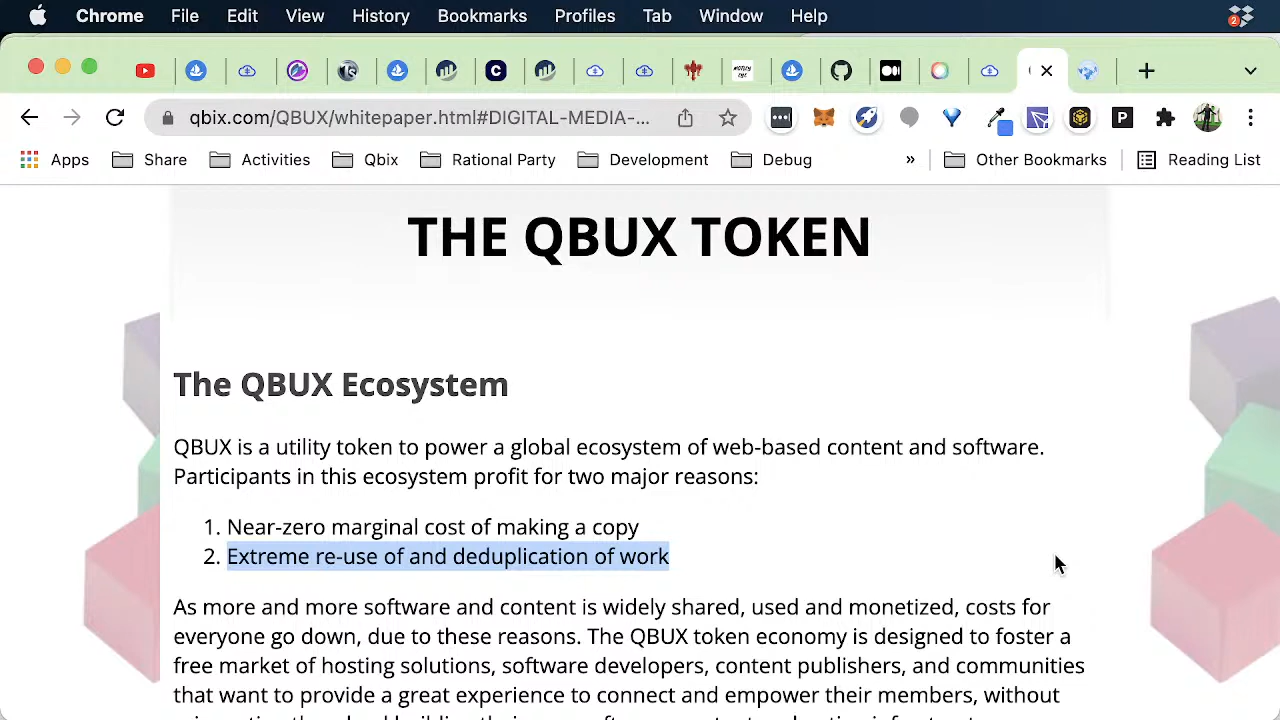 Chrome File Edit View History Bookmarks Profiles Tab Window Help
2
qbix.com/QBUX/whitepaper.html#DIGITAL-MEDIA-...
P
Apps Share Activities Qbix Rational Party Development Debug » Other Bookmarks Reading List
THE QBUX TOKEN
The QBUX Ecosystem
QBUX is a utility token to power a global ecosystem of web-based content and software.
Participants in this ecosystem profit for two major reasons:
1. Near-zero marginal cost of making a copy
2. Extreme re-use of and deduplication of work
As more and more software and content is widely shared, used and monetized, costs for
everyone go down, due to these reasons. The QBUX token economy is designed to foster a
free market of hosting solutions, software developers, content publishers, and communities
that want to provide a great experience to connect and empower their members, without